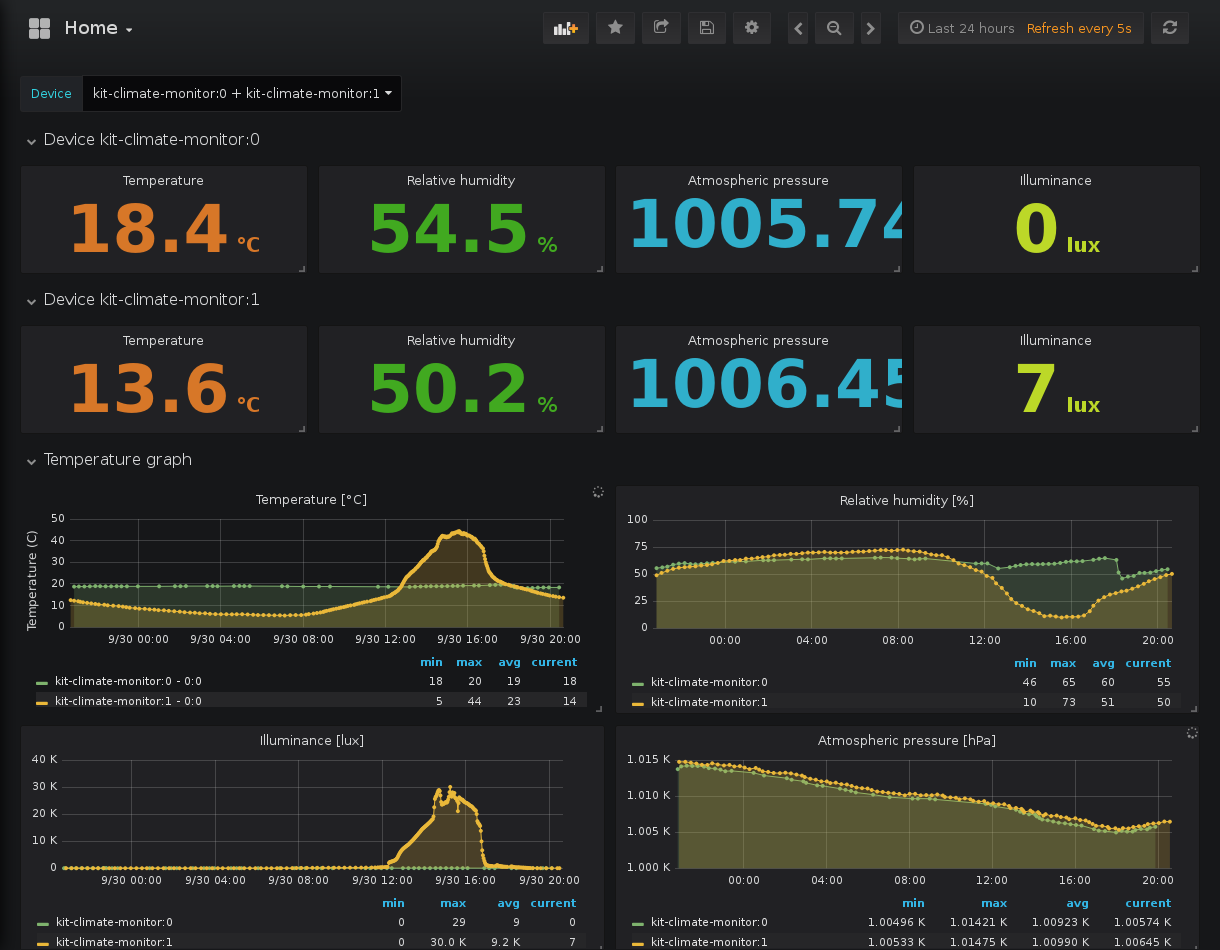 Home
Last 24 hours Refresh every 5s
Device kit-climate-monitor:0 + kit-climate-monitor:1
Device kit-climate-monitor:0
Temperature Relative humidity Atmospheric pressure Illuminance
18.4 °C 54.5 % 1005.74 0 lux
Device kit-climate-monitor:1
Temperature Relative humidity Atmospheric pressure Illuminance
13.6 °C 50.2 % 1006.45 7 lux
Temperature graph
Temperature [°C]
Temperature (C)
50
40
30
20
10
0
9/30 00:00 9/30 04:00 9/30 08:00 9/30 12:00 9/30 16:00 9/30 20:00
min max avg current
kit-climate-monitor:0 - 0:0 18 20 19 18
kit-climate-monitor:1 - 0:0 5 44 23 14
Relative humidity [%]
100
75
50
25
0
00:00 04:00 08:00 12:00 16:00 20:00
min max avg current
kit-climate-monitor:0 46 65 60 55
kit-climate-monitor:1 10 73 51 50
Illuminance [lux]
40 K
30 K
20 K
10 K
0
9/30 00:00 9/30 04:00 9/30 08:00 9/30 12:00 9/30 16:00 9/30 20:00
min max avg current
kit-climate-monitor:0 0 29 9 0
kit-climate-monitor:1 0 30.0 K 9.2 K 7
Atmospheric pressure [hPa]
1.015 K
1.010 K
1.005 K
1.000 K
00:00 04:00 08:00 12:00 16:00 20:00
min max avg current
kit-climate-monitor:0 1.00496 K 1.01421 K 1.00923 K 1.00574 K
kit-climate-monitor:1 1.00533 K 1.01475 K 1.00990 K 1.00645 K